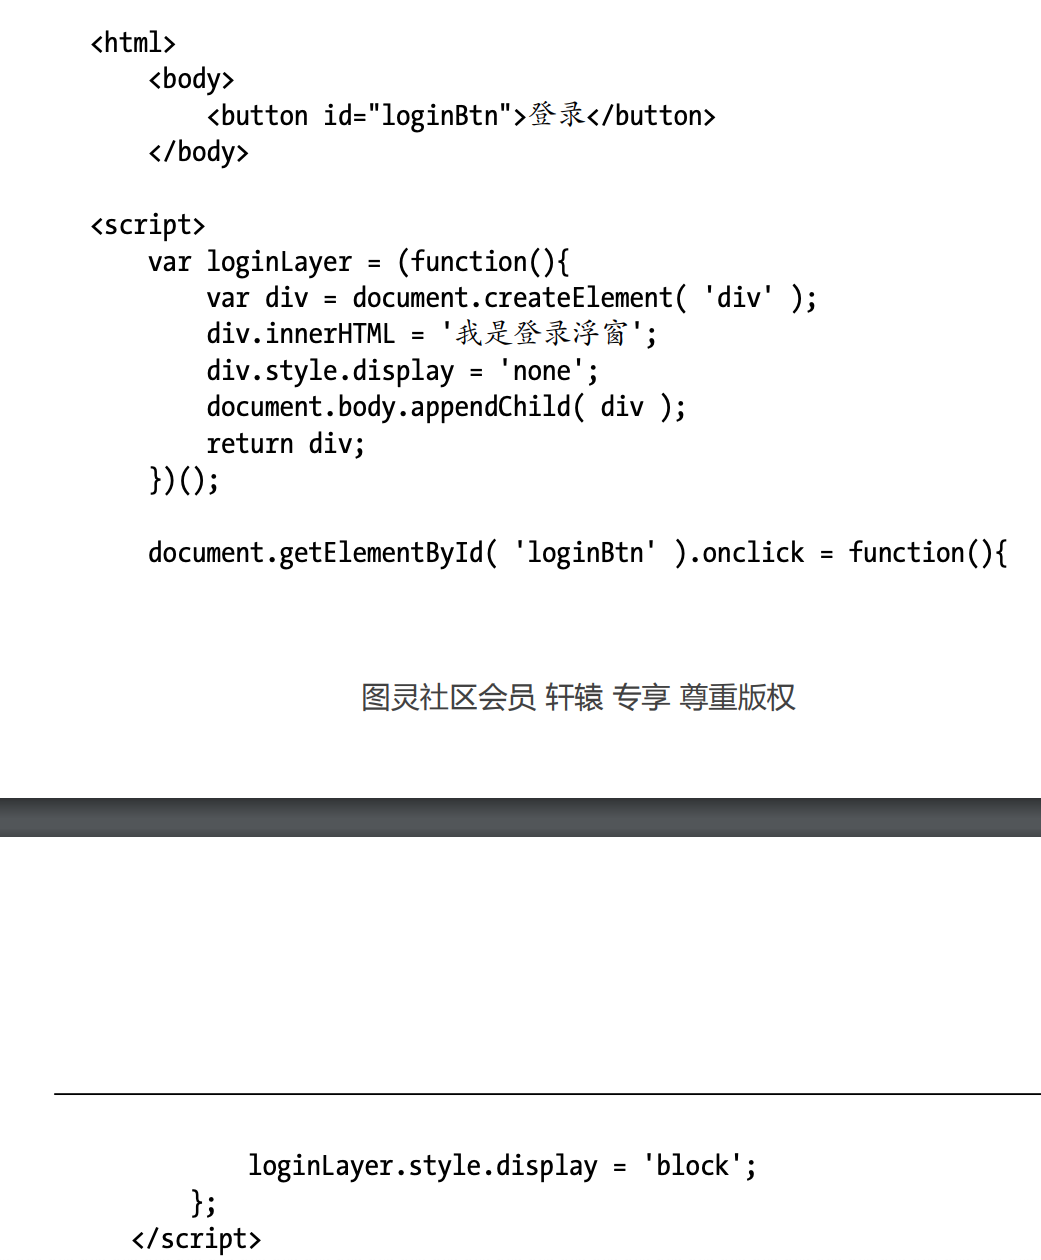 <html>
<body>
<button id="loginBtn">登录</button>
</body>
<script>
var loginLayer = (function(){
var div = document.createElement( 'div' );
div.innerHTML = '我是登录浮窗';
div.style.display = 'none';
document.body.appendChild( div );
return div;
})();
document.getElementById( 'loginBtn' ).onclick = function(){
图灵社区会员 轩辕 专享 尊重版权
loginLayer.style.display = 'block';
};
</script>